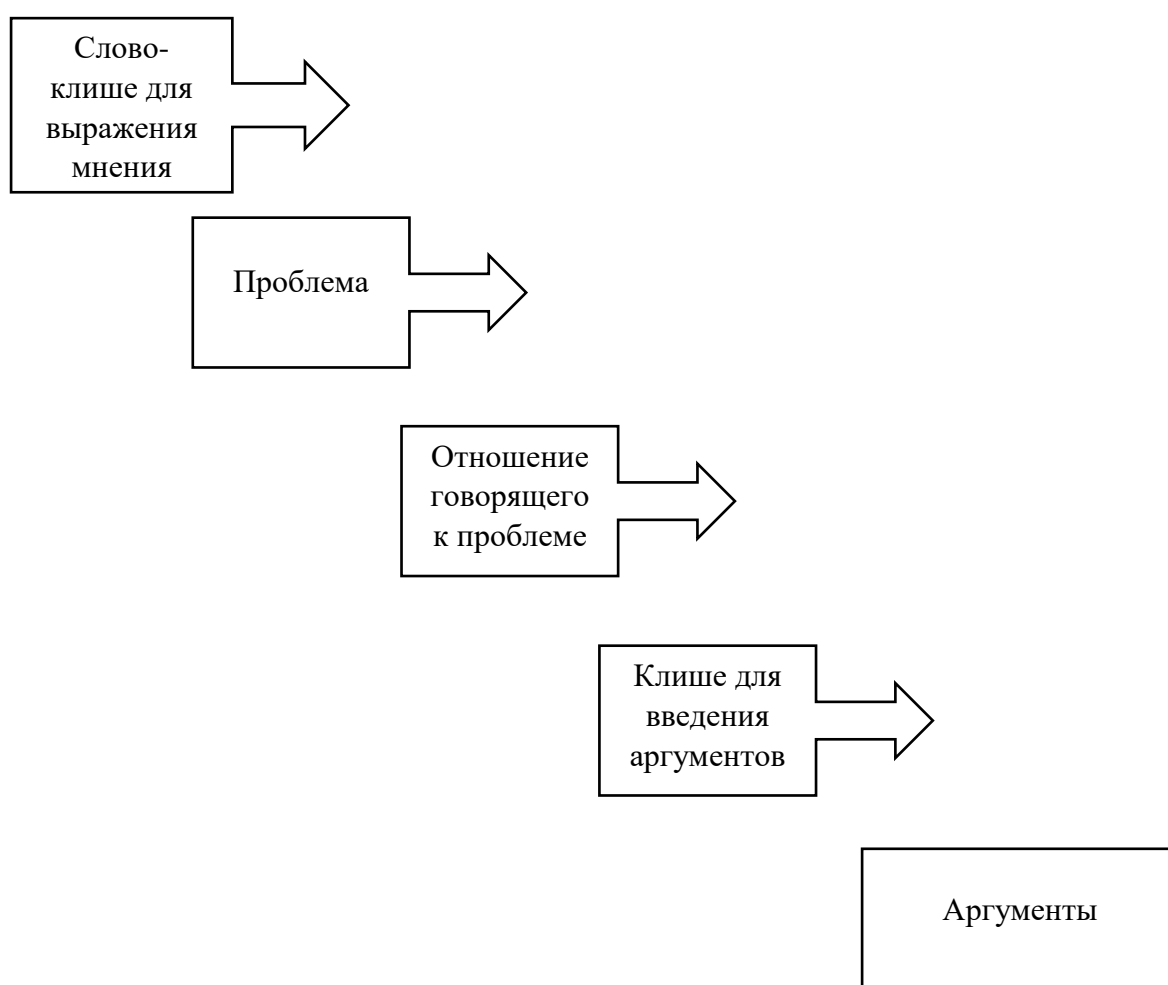 Слово-
клише для
выражения
мнения
Проблема
Отношение
говорящего
к проблеме
Клише для
введения
аргументов
Аргументы